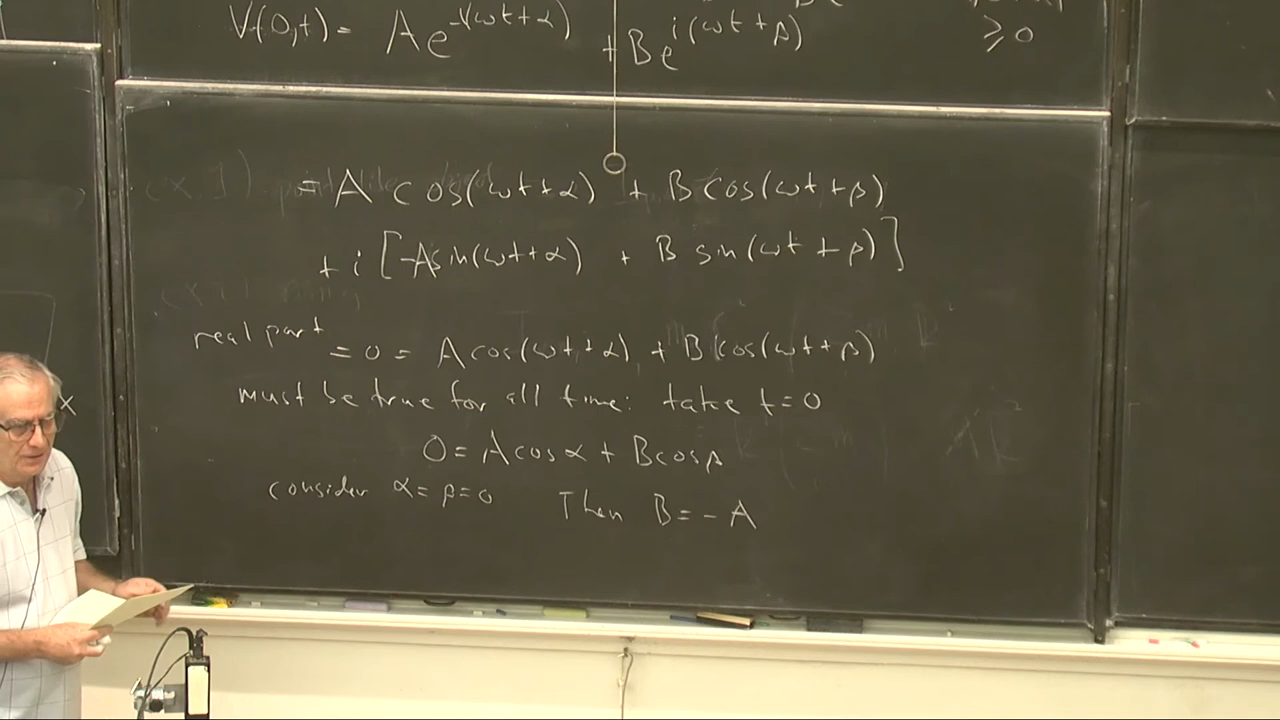 V(0,t) = Ae^{-i(ωt+α)} + Be^{i(ωt+β)} ≥0
= A cos(ωt+α) + B cos(ωt+β)
+ i [-A sin(ωt+α) + B sin(ωt+β)]
real part = 0 = A cos(ωt+α) + B cos(ωt+β)
must be true for all time: take t=0
0 = A cos α + B cos β
consider α=β=0 Then B=-A
x